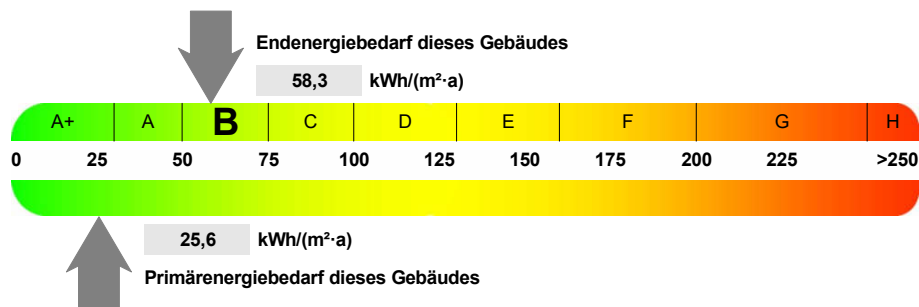 Endenergiebedarf dieses Gebäudes
58,3 kWh/(m²·a)
A+ A B C D E F G H
0 25 50 75 100 125 150 175 200 225 >250
25,6 kWh/(m²·a)
Primärenergiebedarf dieses Gebäudes